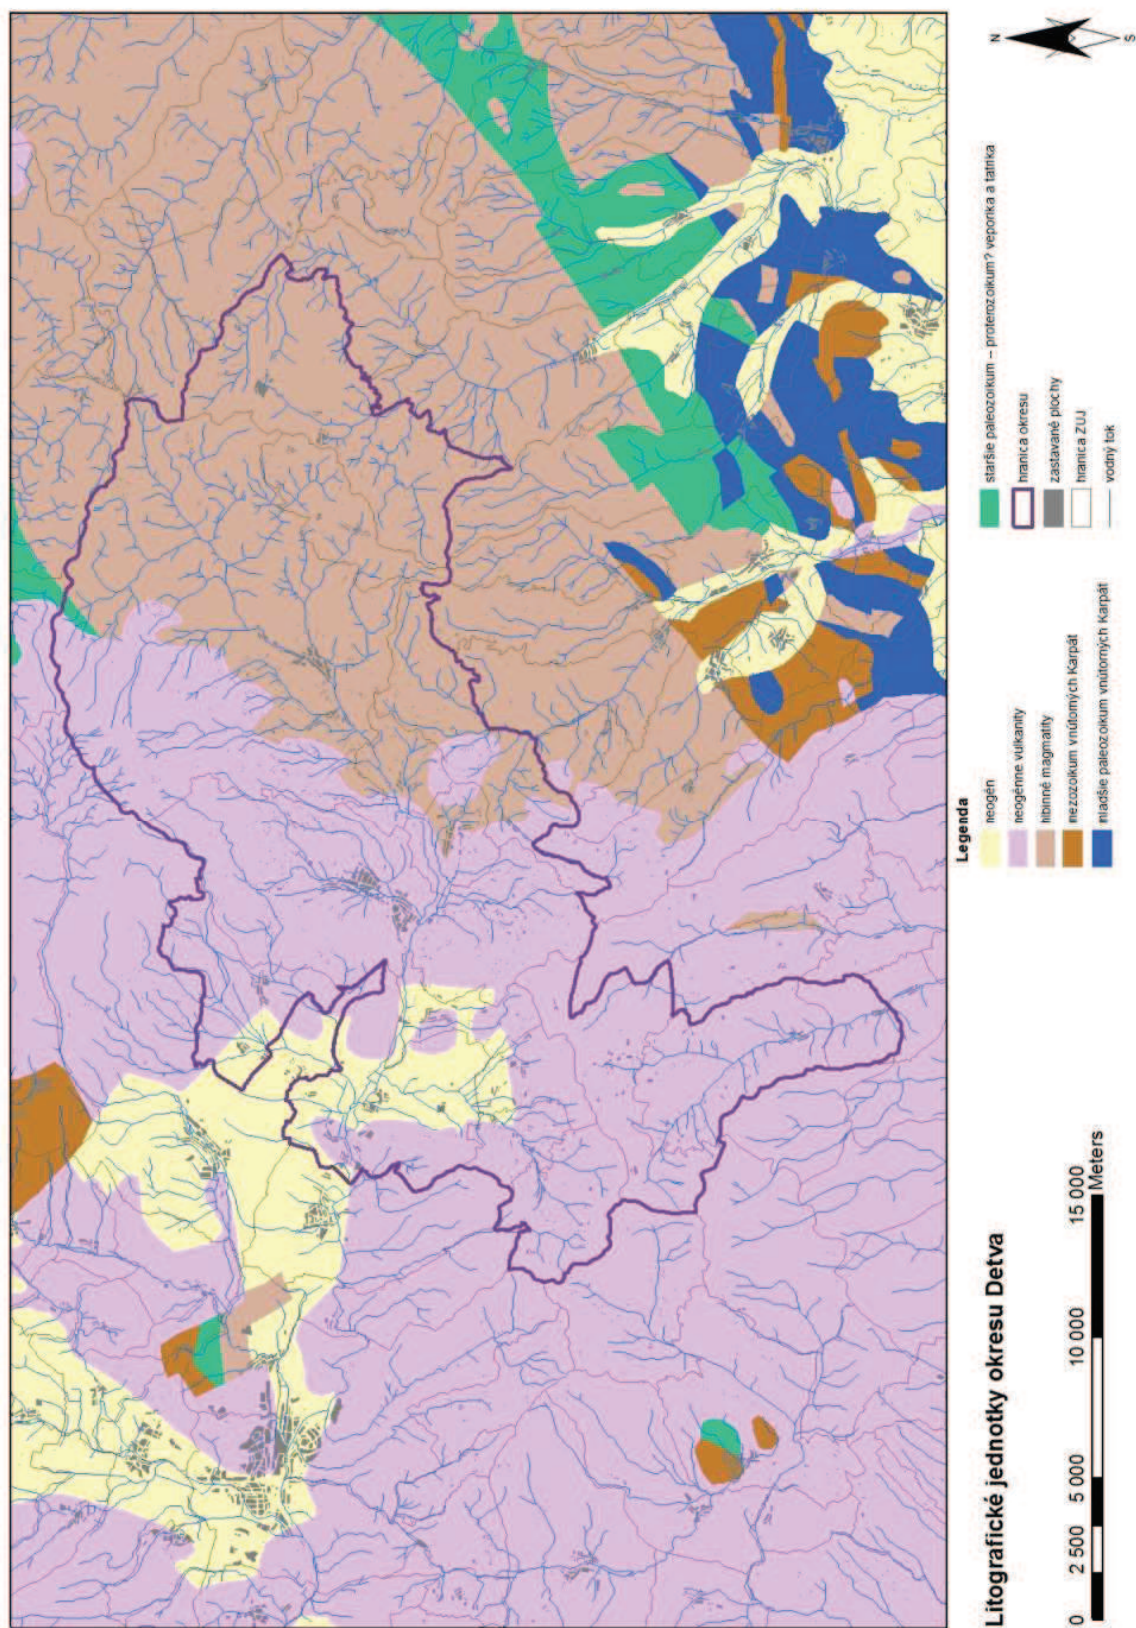 Litografické jednotky okresu Detva
0 2 500 5 000 10 000 15 000
Meters
Legenda
neogén
neogénne vulkanity
hlbinné magmatity
mezozoikum vnútorných Karpát
mladšie paleozoikum vnútorných Karpát
staršie paleozoikum – proterozoikum? veporika a tatrika
hranica okresu
zastavané plochy
hranica ZUJ
vodný tok
N
S